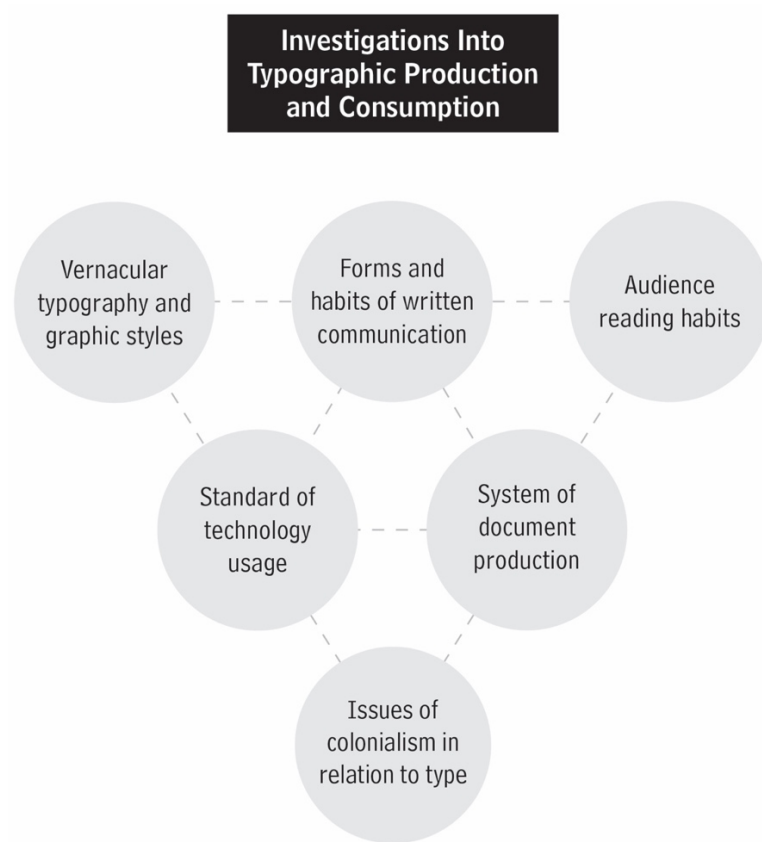 Investigations Into
Typographic Production
and Consumption
Vernacular
typography and
graphic styles
Forms and
habits of written
communication
Audience
reading habits
Standard of
technology
usage
System of
document
production
Issues of
colonialism in
relation to type